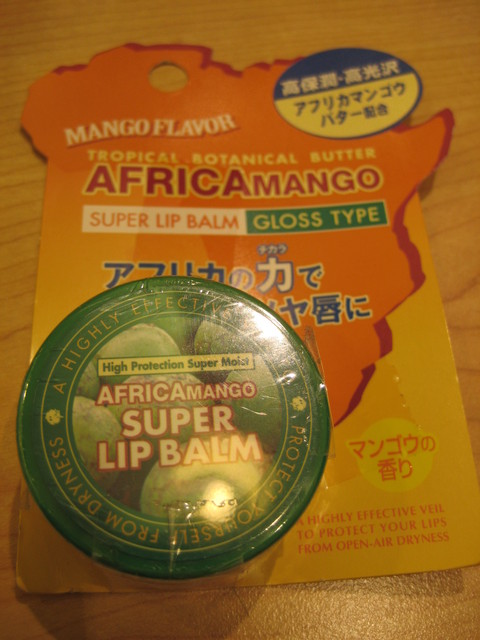 高保潤・高光沢
アフリカマンゴウ
バター配合
MANGO FLAVOR
TROPICAL BOTANICAL BUTTER
AFRICAMANGO
SUPER LIP BALM GLOSS TYPE
チカラ
アフリカの力で
ツヤ唇に
A HIGHLY EFFECTIVE
PROTECT YOURSELF FROM DRYNESS
High Protection Super Moist
AFRICAMANGO
SUPER
LIP BALM
マンゴウの
香り
A HIGHLY EFFECTIVE VEIL
TO PROTECT YOUR LIPS
FROM OPEN-AIR DRYNESS